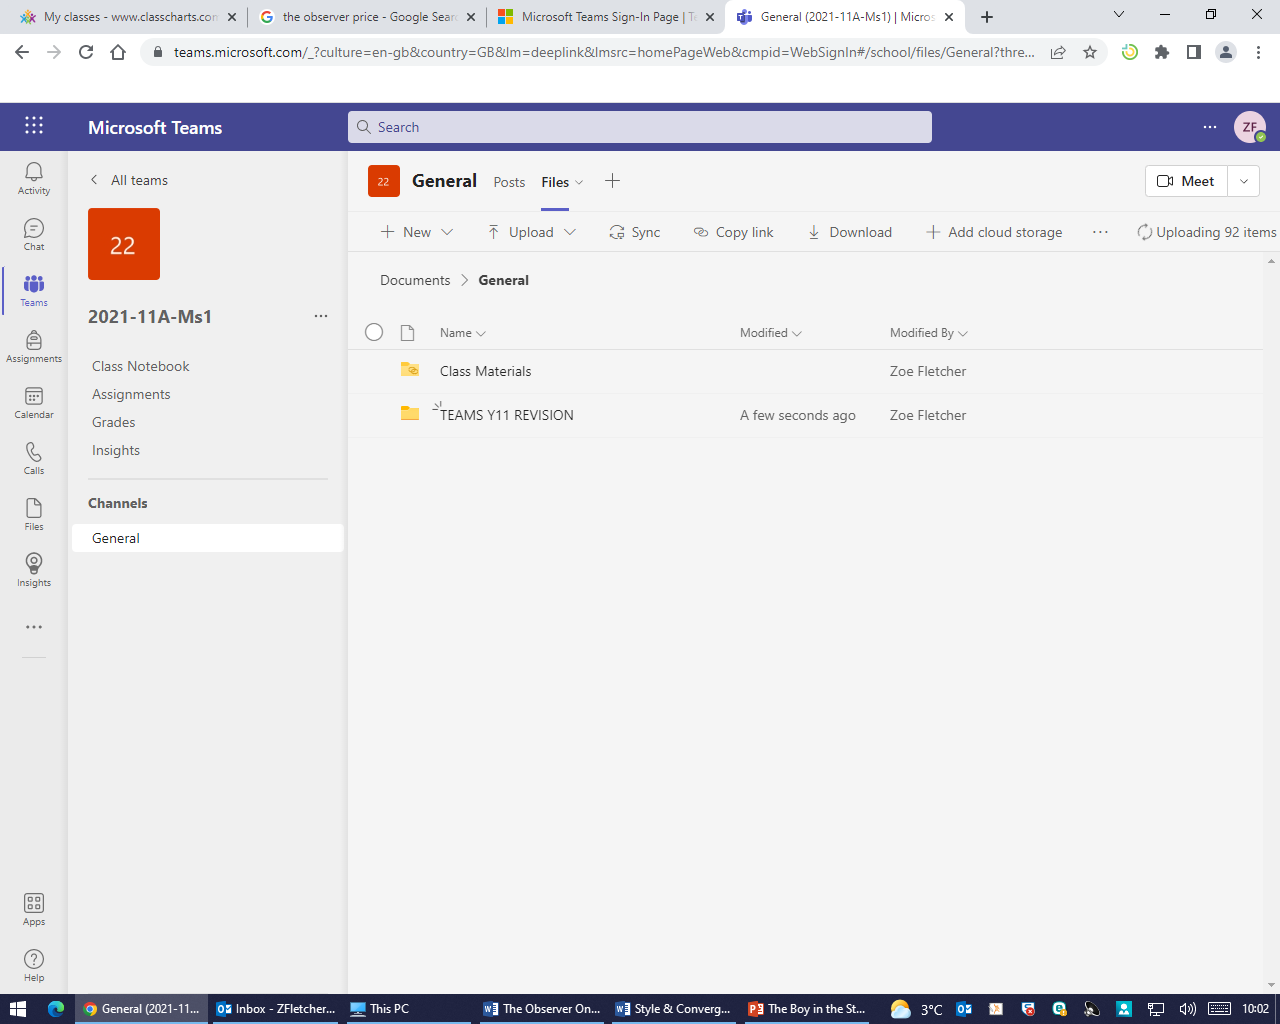 My classes - www.classcharts.com
the observer price - Google Sear
Microsoft Teams Sign-In Page | Te
General (2021-11A-Ms1) | Micros
teams.microsoft.com/_?culture=en-gb&country=GB&lm=deeplink&lmsrc=homePageWeb&cmpid=WebSignIn#/school/files/General?thre...
Microsoft Teams
Search
ZF
Activity
Chat
Teams
Assignments
Calendar
Calls
Files
Insights
Apps
Help
All teams
22
2021-11A-Ms1
Class Notebook
Assignments
Grades
Insights
Channels
General
22 General Posts Files Meet
New Upload Sync Copy link Download Add cloud storage Uploading 92 items
Documents General
Name Modified Modified By
Class Materials Zoe Fletcher
TEAMS Y11 REVISION A few seconds ago Zoe Fletcher
General (2021-11...
Inbox - ZFletcher...
This PC
The Observer On...
Style & Converg...
The Boy in the St...
3°C
10:02